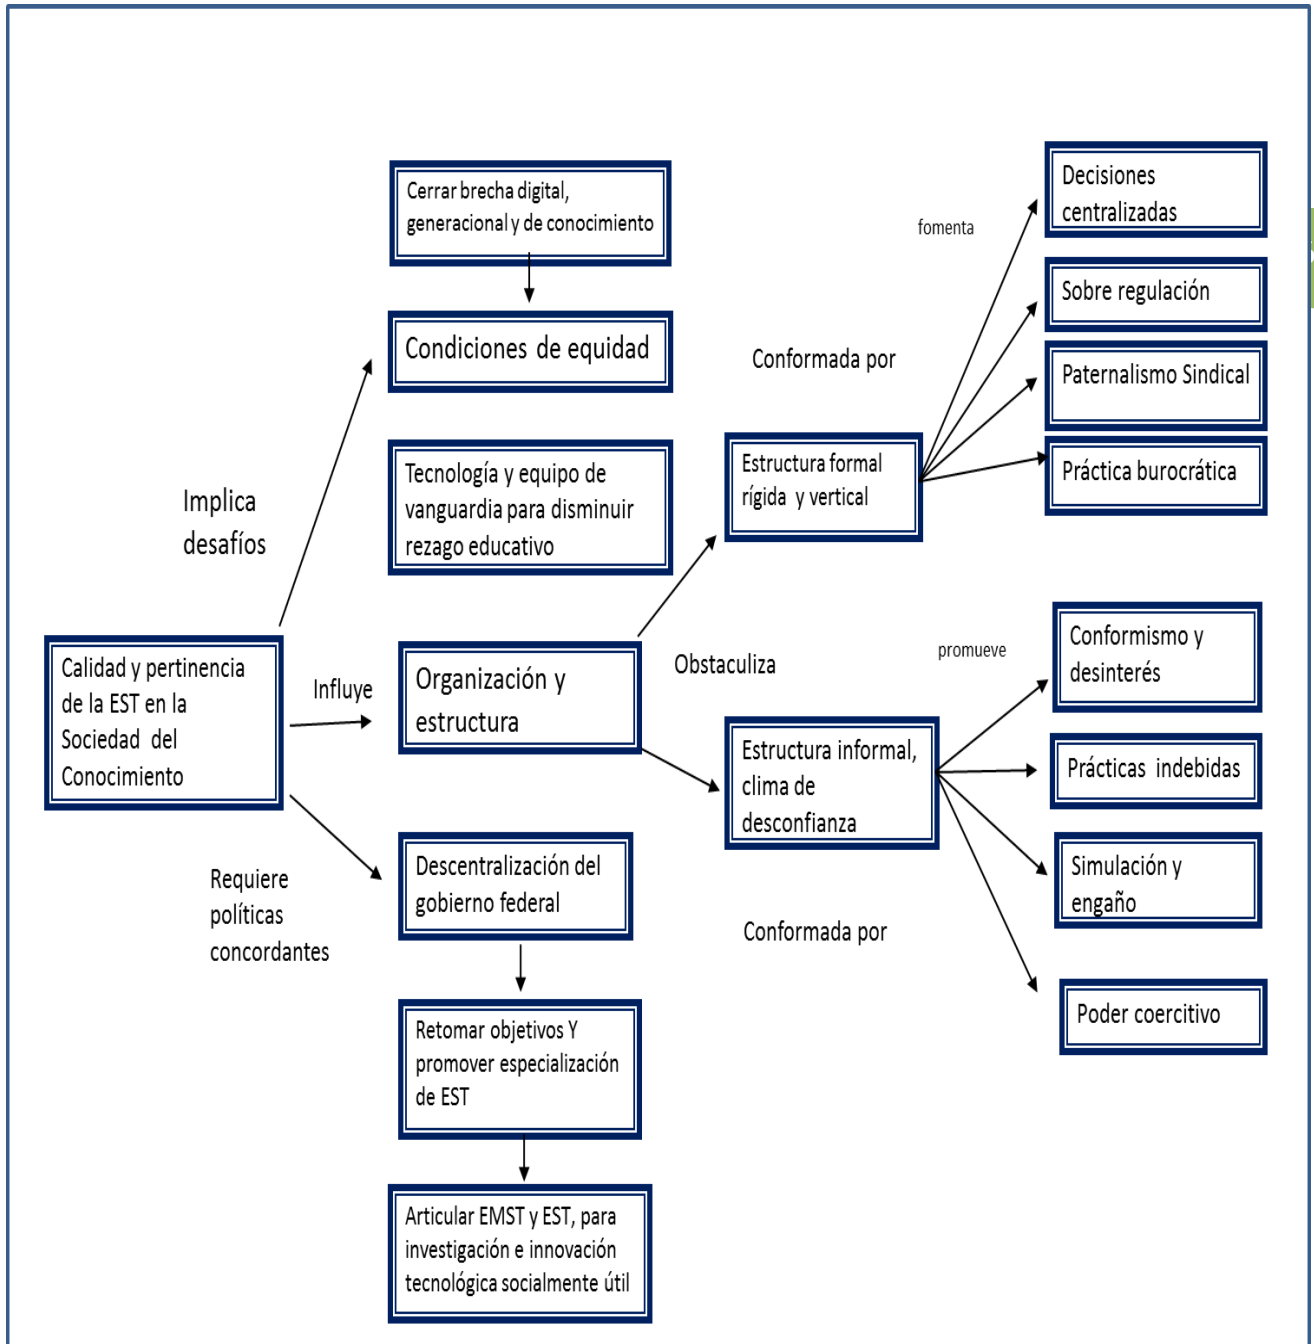 Cerrar brecha digital,
generacional y de conocimiento
Condiciones de equidad
Tecnología y equipo de
vanguardia para disminuir
rezago educativo
Implica
desafíos
Calidad y pertinencia
de la EST en la
Sociedad del
Conocimiento
Influye
Organización y
estructura
Requiere
políticas
concordantes
Descentralización del
gobierno federal
Retomar objetivos Y
promover especialización
de EST
Articular EMST y EST, para
investigación e innovación
tecnológica socialmente útil
Obstaculiza
Conformada por
Estructura formal
rígida y vertical
fomenta
Decisiones
centralizadas
Sobre regulación
Paternalismo Sindical
Práctica burocrática
Estructura informal,
clima de
desconfianza
Conformada por
promueve
Conformismo y
desinterés
Prácticas indebidas
Simulación y
engaño
Poder coercitivo